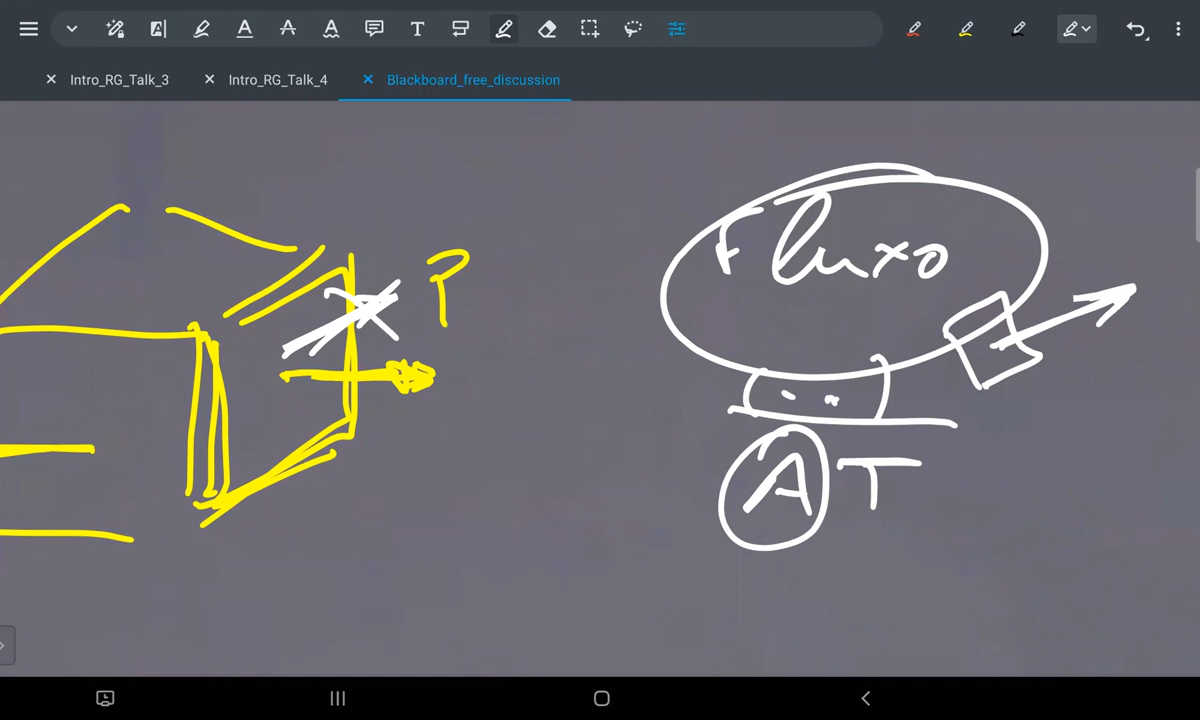 Intro_RG_Talk_3
Intro_RG_Talk_4
Blackboard_free_discussion
P
Fluxo
A T